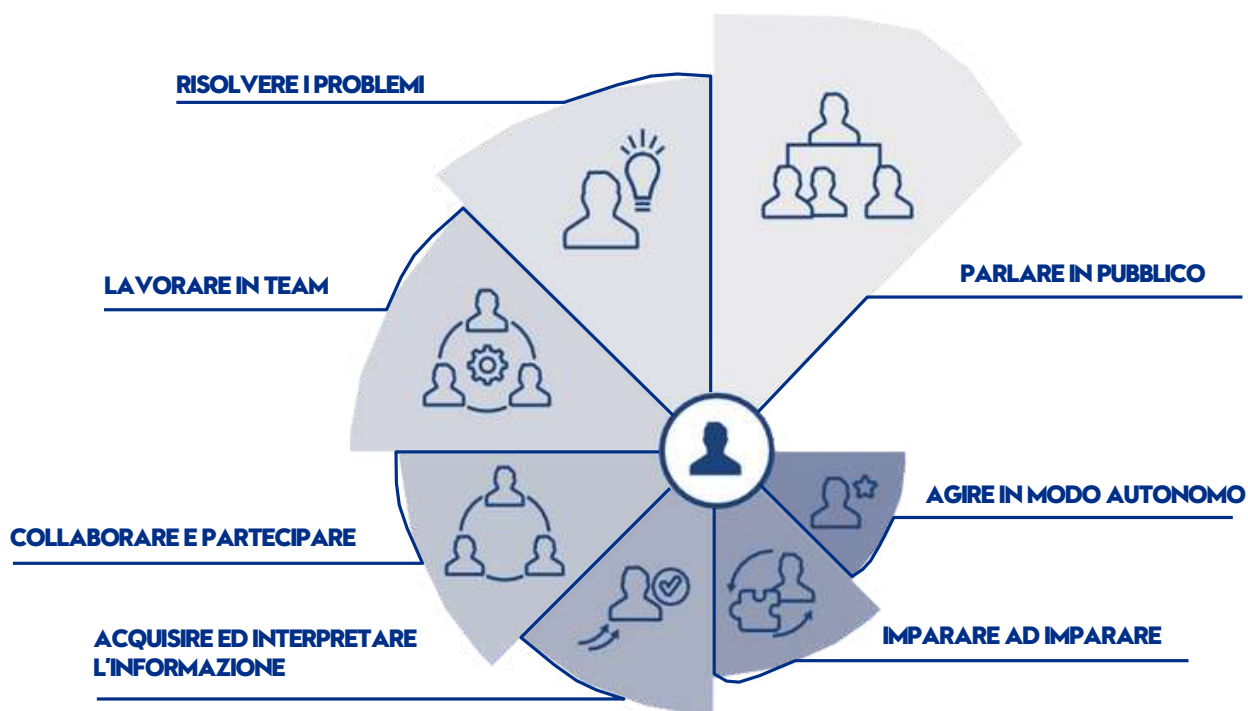 RISOLVERE I PROBLEMI
LAVORARE IN TEAM
PARLARE IN PUBBLICO
AGIRE IN MODO AUTONOMO
COLLABORARE E PARTECIPARE
ACQUISIRE ED INTERPRETARE
L'INFORMAZIONE
IMPARARE AD IMPARARE